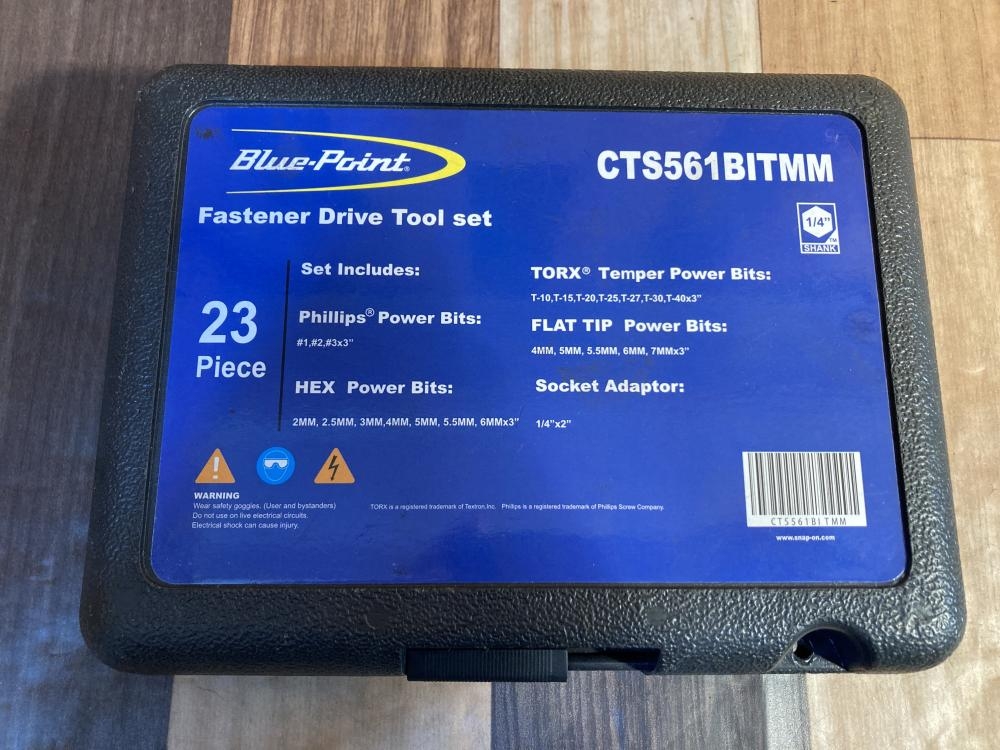 Blue-Point®
CTS561BITMM
Fastener Drive Tool set
1/4"
TM
SHANK
23
Piece
Set Includes:
Phillips® Power Bits:
#1,#2,#3x3"
HEX Power Bits:
2MM, 2.5MM, 3MM,4MM, 5MM, 5.5MM, 6MMx3"
TORX® Temper Power Bits:
T-10,T-15,T-20,T-25,T-27,T-30,T-40x3"
FLAT TIP Power Bits:
4MM, 5MM, 5.5MM, 6MM, 7MMx3"
Socket Adaptor:
1/4"x2"
WARNING
Wear safety goggles. (User and bystanders)
Do not use on live electrical circuits.
Electrical shock can cause injury.
TORX is a registered trademark of Textron.Inc. Phillips is a registered trademark of Phillips Screw Company.
CTS561BITMM
www.snap-on.com